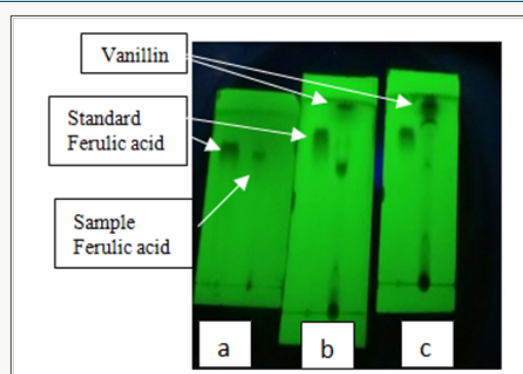 Vanillin
Standard
Ferulic acid
Sample
Ferulic acid
a
b
c